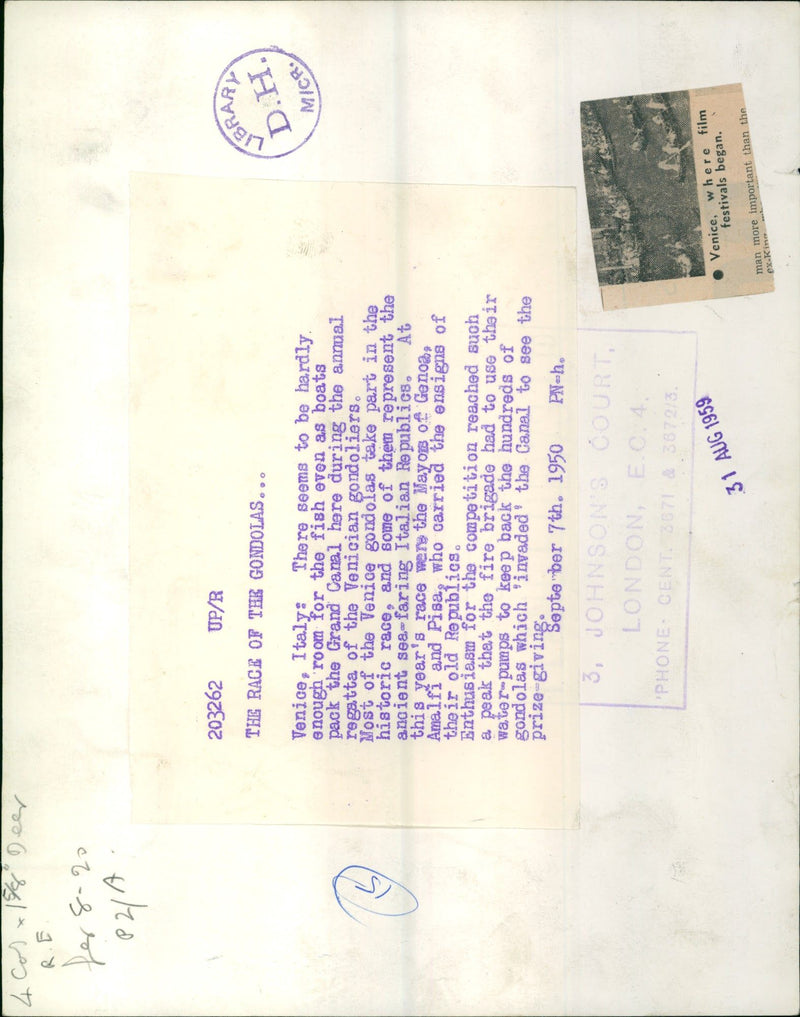 LIBRARY
D.H.
MICR.
203262 UP/R
THE RACE OF THE GONDOLAS...
Venice, Italy: There seems to be hardly
enough room for the fish even as boats
pack the Grand Canal here during the annual
regatta of the Venician gondoliers.
Most of the Venice gondolas take part in the
historic race, and some of them represent the
ancient sea-faring Italian Republics. At
this year's race were the Mayors of Genoa,
Amalfi and Pisa, who carried the ensigns of
their old Republics.
Enthusiasm for the competition reached such
a peak that the fire brigade had to use their
water-pumps to keep back the hundreds of
gondolas which 'invaded' the Canal to see the
prize-giving.
September 7th. 1950 PN-h.
● Venice, where film
festivals began.
man more important than the
ex-King
3, JOHNSON'S COURT,
LONDON, E.C.4.
'PHONE: CENT. 3671 & 3672/3.
31 AUG 1959
R.E
8-20
P2/A